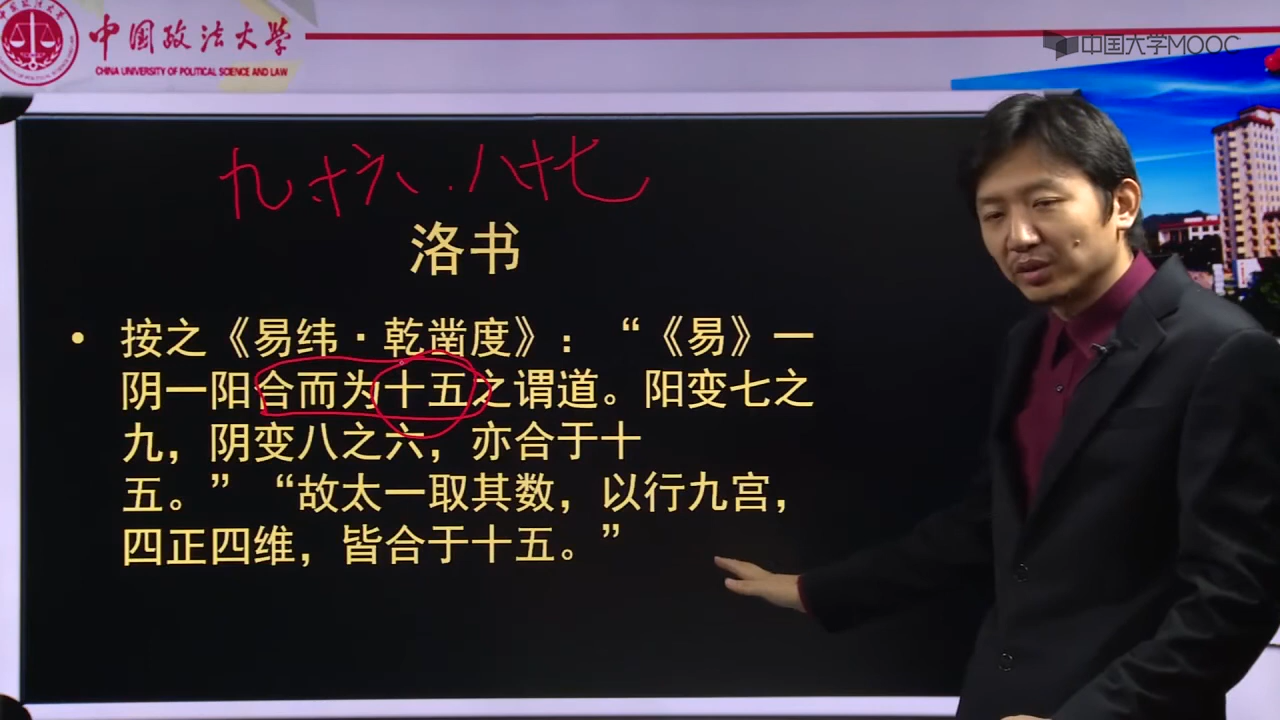 中国政法大学
CHINA UNIVERSITY OF POLITICAL SCIENCE AND LAW
中国大学MOOC
九十六.八十七
洛书
• 按之《易纬·乾凿度》：“《易》一
阴一阳合而为十五之谓道。阳变七之
九，阴变八之六，亦合于十
五。”“故太一取其数，以行九宫，
四正四维，皆合于十五。”